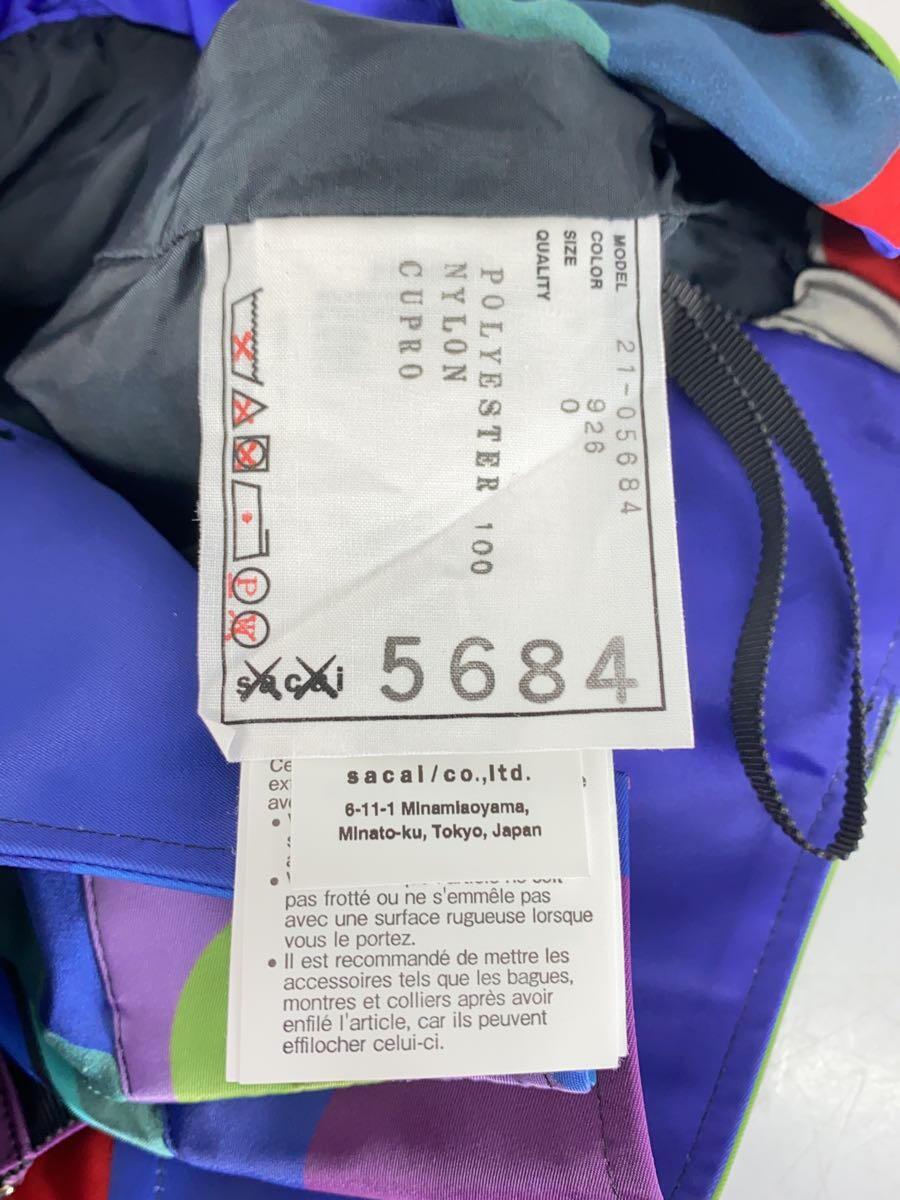 MODEL 21-05684
COLOR 926
SIZE 0
QUALITY
POLYESTER 100
NYLON
CUPRO
P
W
sacai 5684
sacai/co.,ltd.
6-11-1 Minamiaoyama,
Minato-ku, Tokyo, Japan
Ce
ex
av
pas frotté ou ne s'emmêle pas
avec une surface rugueuse lorsque
vous le portez.
• Il est recommandé de mettre les
accessoires tels que les bagues,
montres et colliers après avoir
enfilé l'article, car ils peuvent
effilocher celui-ci.